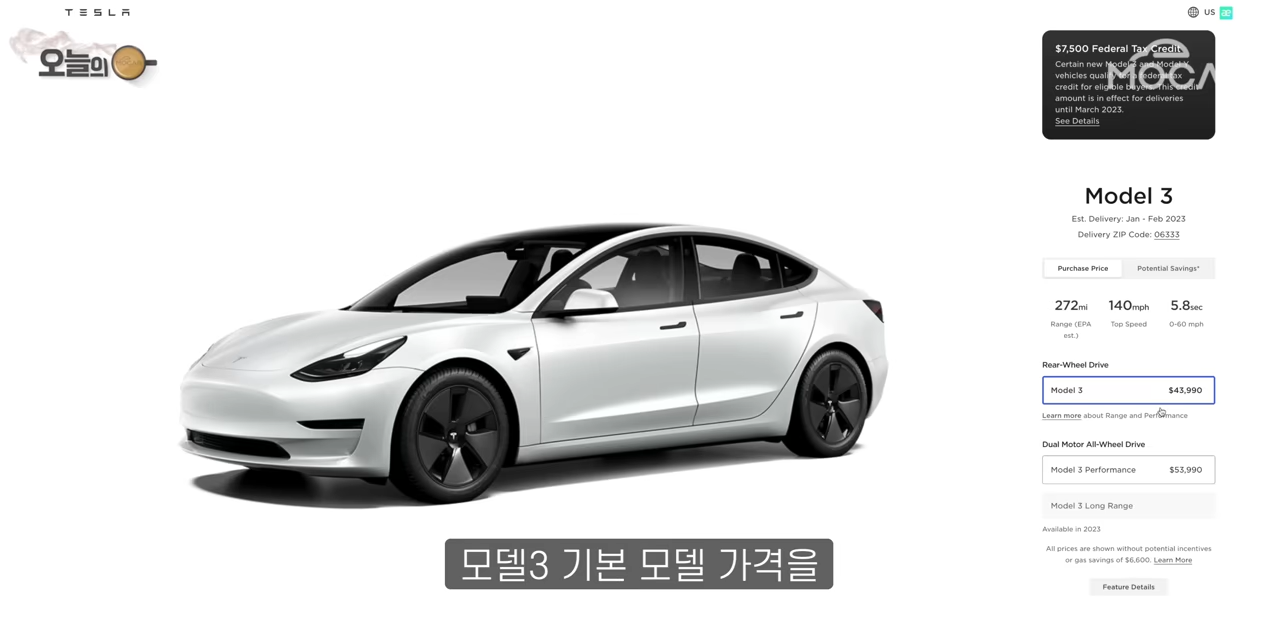 TESLA
US
æ
오늘의
$7,500 Federal Tax Credit
MOCA
Certain new Model 3 and Model Y
vehicles qualify for a federal tax
credit for eligible buyers. This credit
amount is in effect for deliveries
until March 2023.
See Details
Model 3
Est. Delivery: Jan - Feb 2023
Delivery ZIP Code: 06333
Purchase Price Potential Savings*
272mi 140mph 5.8sec
Range (EPA est.) Top Speed 0-60 mph
Rear-Wheel Drive
Model 3 $43,990
Learn more about Range and Performance
Dual Motor All-Wheel Drive
Model 3 Performance $53,990
Model 3 Long Range
Available in 2023
All prices are shown without potential incentives
or gas savings of $6,600. Learn More
모델3 기본 모델 가격을
Feature Details